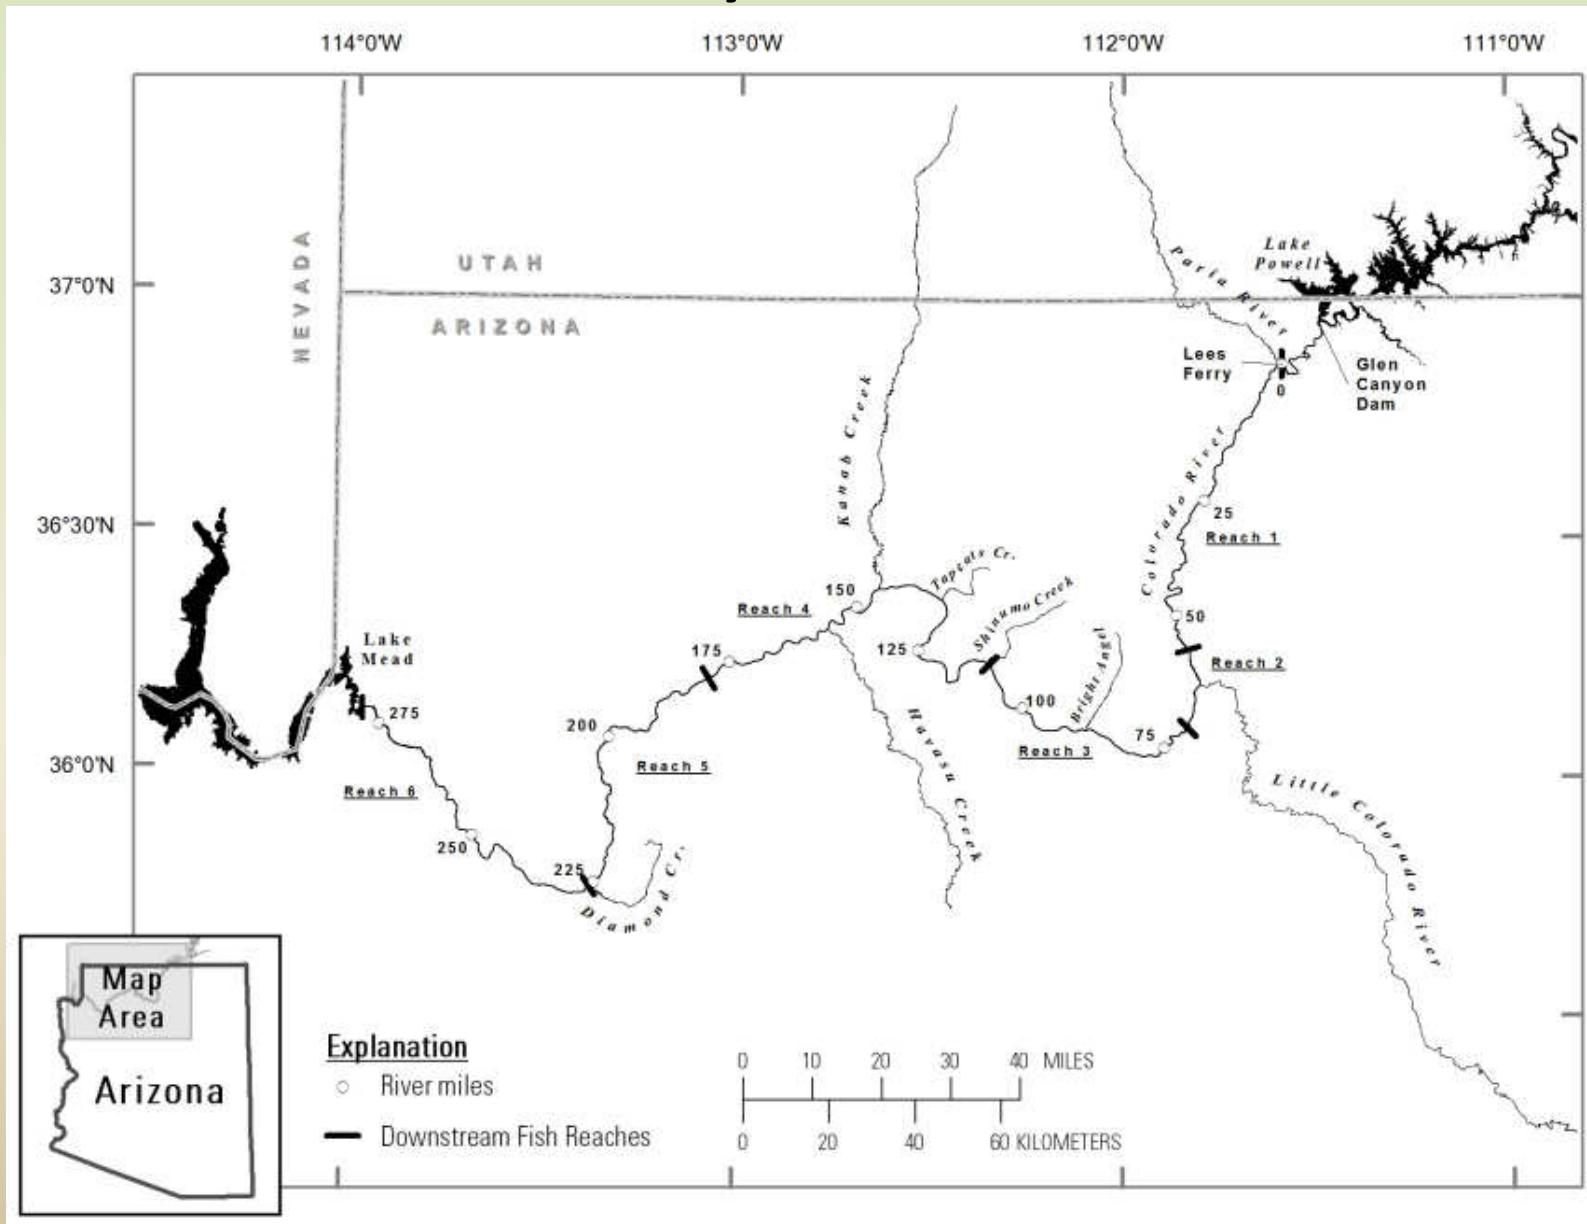 114°0'W
113°0'W
112°0'W
111°0'W
37°0'N
36°30'N
36°0'N
NEVADA
UTAH
ARIZONA
Paria River
Lake
Powell
Lees
Ferry
0
Glen
Canyon
Dam
Kanab Creek
Colorado River
25
Reach 1
50
Reach 2
Tapeats Cr.
Shinumo Creek
Bright Angel
150
Reach 4
125
175
100
75
Reach 3
Lake
Mead
275
200
Reach 5
Reach 6
Havasu Creek
Little Colorado River
250
225
Diamond Cr.
Map
Area
Arizona
Explanation
River miles
Downstream Fish Reaches
0 10 20 30 40 MILES
0 20 40 60 KILOMETERS